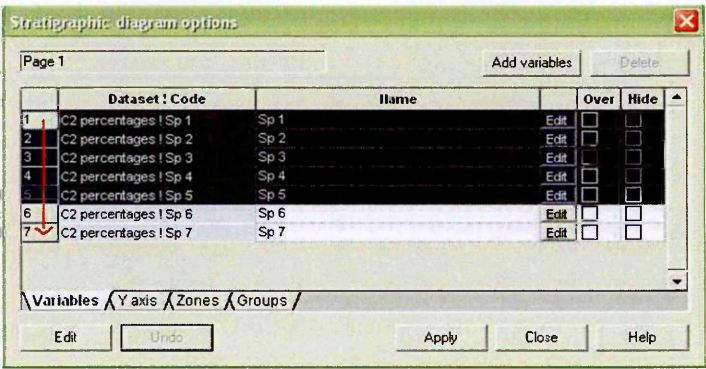 Stratigraphic diagram options
Page 1
Add variables Delete
Dataset ! Code Name Over Hide
1 C2 percentages ! Sp 1 Sp 1 Edit
2 C2 percentages ! Sp 2 Sp 2 Edit
3 C2 percentages ! Sp 3 Sp 3 Edit
4 C2 percentages ! Sp 4 Sp 4 Edit
5 C2 percentages ! Sp 5 Sp 5 Edit
6 C2 percentages ! Sp 6 Sp 6 Edit
7 C2 percentages ! Sp 7 Sp 7 Edit
Variables Y axis Zones Groups
Edit Undo Apply Close Help